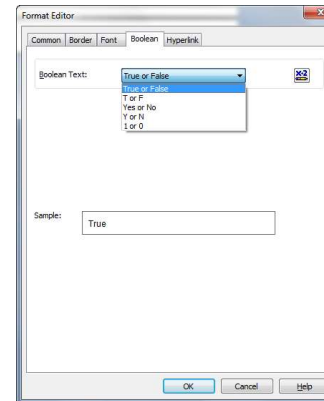 Format Editor
Common Border Font Boolean Hyperlink
Boolean Text: True or False X-2
True or False
T or F
Yes or No
Y or N
1 or 0
Sample: True
OK Cancel Help